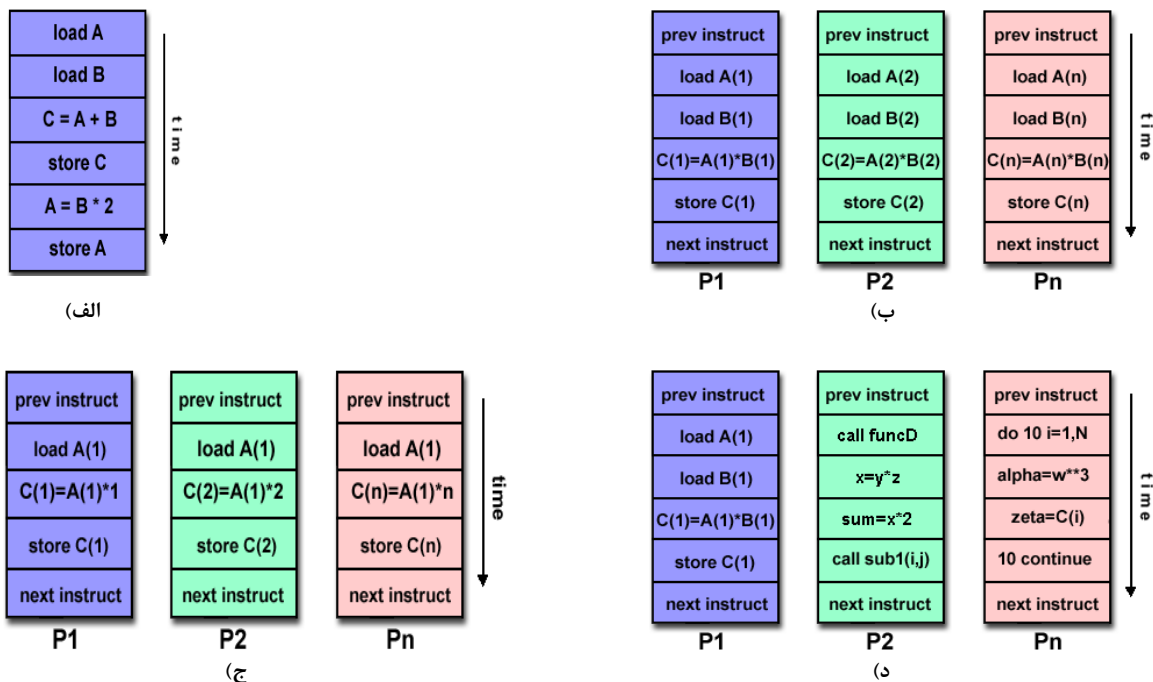 load A
load B
C = A + B
store C
A = B * 2
store A
time
الف)
prev instruct
load A(1)
load B(1)
C(1)=A(1)*B(1)
store C(1)
next instruct
P1
prev instruct
load A(2)
load B(2)
C(2)=A(2)*B(2)
store C(2)
next instruct
P2
prev instruct
load A(n)
load B(n)
C(n)=A(n)*B(n)
store C(n)
next instruct
Pn
time
ب)
prev instruct
load A(1)
C(1)=A(1)*1
store C(1)
next instruct
P1
prev instruct
load A(1)
C(2)=A(1)*2
store C(2)
next instruct
P2
prev instruct
load A(1)
C(n)=A(1)*n
store C(n)
next instruct
Pn
time
ج)
prev instruct
load A(1)
load B(1)
C(1)=A(1)*B(1)
store C(1)
next instruct
P1
prev instruct
call funcD
x=y*z
sum=x*2
call sub1(i,j)
next instruct
P2
prev instruct
do 10 i=1,N
alpha=w**3
zeta=C(i)
10 continue
next instruct
Pn
time
د)